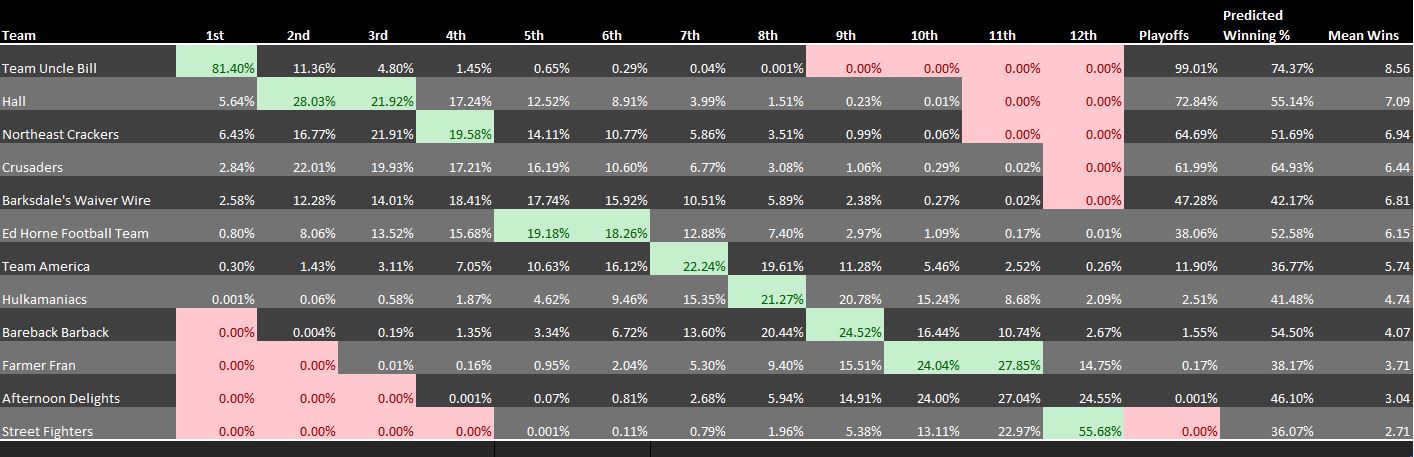 Predicted
Team 1st 2nd 3rd 4th 5th 6th 7th 8th 9th 10th 11th 12th Playoffs Winning % Mean Wins
Team Uncle Bill 81.40% 11.36% 4.80% 1.45% 0.65% 0.29% 0.04% 0.001% 0.00% 0.00% 0.00% 0.00% 99.01% 74.37% 8.56
Hall 5.64% 28.03% 21.92% 17.24% 12.52% 8.91% 3.99% 1.51% 0.23% 0.01% 0.00% 0.00% 72.84% 55.14% 7.09
Northeast Crackers 6.43% 16.77% 21.91% 19.58% 14.11% 10.77% 5.86% 3.51% 0.99% 0.06% 0.00% 0.00% 64.69% 51.69% 6.94
Crusaders 2.84% 22.01% 19.93% 17.21% 16.19% 10.60% 6.77% 3.08% 1.06% 0.29% 0.02% 0.00% 61.99% 64.93% 6.44
Barksdale's Waiver Wire 2.58% 12.28% 14.01% 18.41% 17.74% 15.92% 10.51% 5.89% 2.38% 0.27% 0.02% 0.00% 47.28% 42.17% 6.81
Ed Horne Football Team 0.80% 8.06% 13.52% 15.68% 19.18% 18.26% 12.88% 7.40% 2.97% 1.09% 0.17% 0.01% 38.06% 52.58% 6.15
Team America 0.30% 1.43% 3.11% 7.05% 10.63% 16.12% 22.24% 19.61% 11.28% 5.46% 2.52% 0.26% 11.90% 36.77% 5.74
Hulkamaniacs 0.001% 0.06% 0.58% 1.87% 4.62% 9.46% 15.35% 21.27% 20.78% 15.24% 8.68% 2.09% 2.51% 41.48% 4.74
Bareback Barback 0.00% 0.004% 0.19% 1.35% 3.34% 6.72% 13.60% 20.44% 24.52% 16.44% 10.74% 2.67% 1.55% 54.50% 4.07
Farmer Fran 0.00% 0.00% 0.01% 0.16% 0.95% 2.04% 5.30% 9.40% 15.51% 24.04% 27.85% 14.75% 0.17% 38.17% 3.71
Afternoon Delights 0.00% 0.00% 0.00% 0.001% 0.07% 0.81% 2.68% 5.94% 14.91% 24.00% 27.04% 24.55% 0.001% 46.10% 3.04
Street Fighters 0.00% 0.00% 0.00% 0.00% 0.001% 0.11% 0.79% 1.96% 5.38% 13.11% 22.97% 55.68% 0.00% 36.07% 2.71